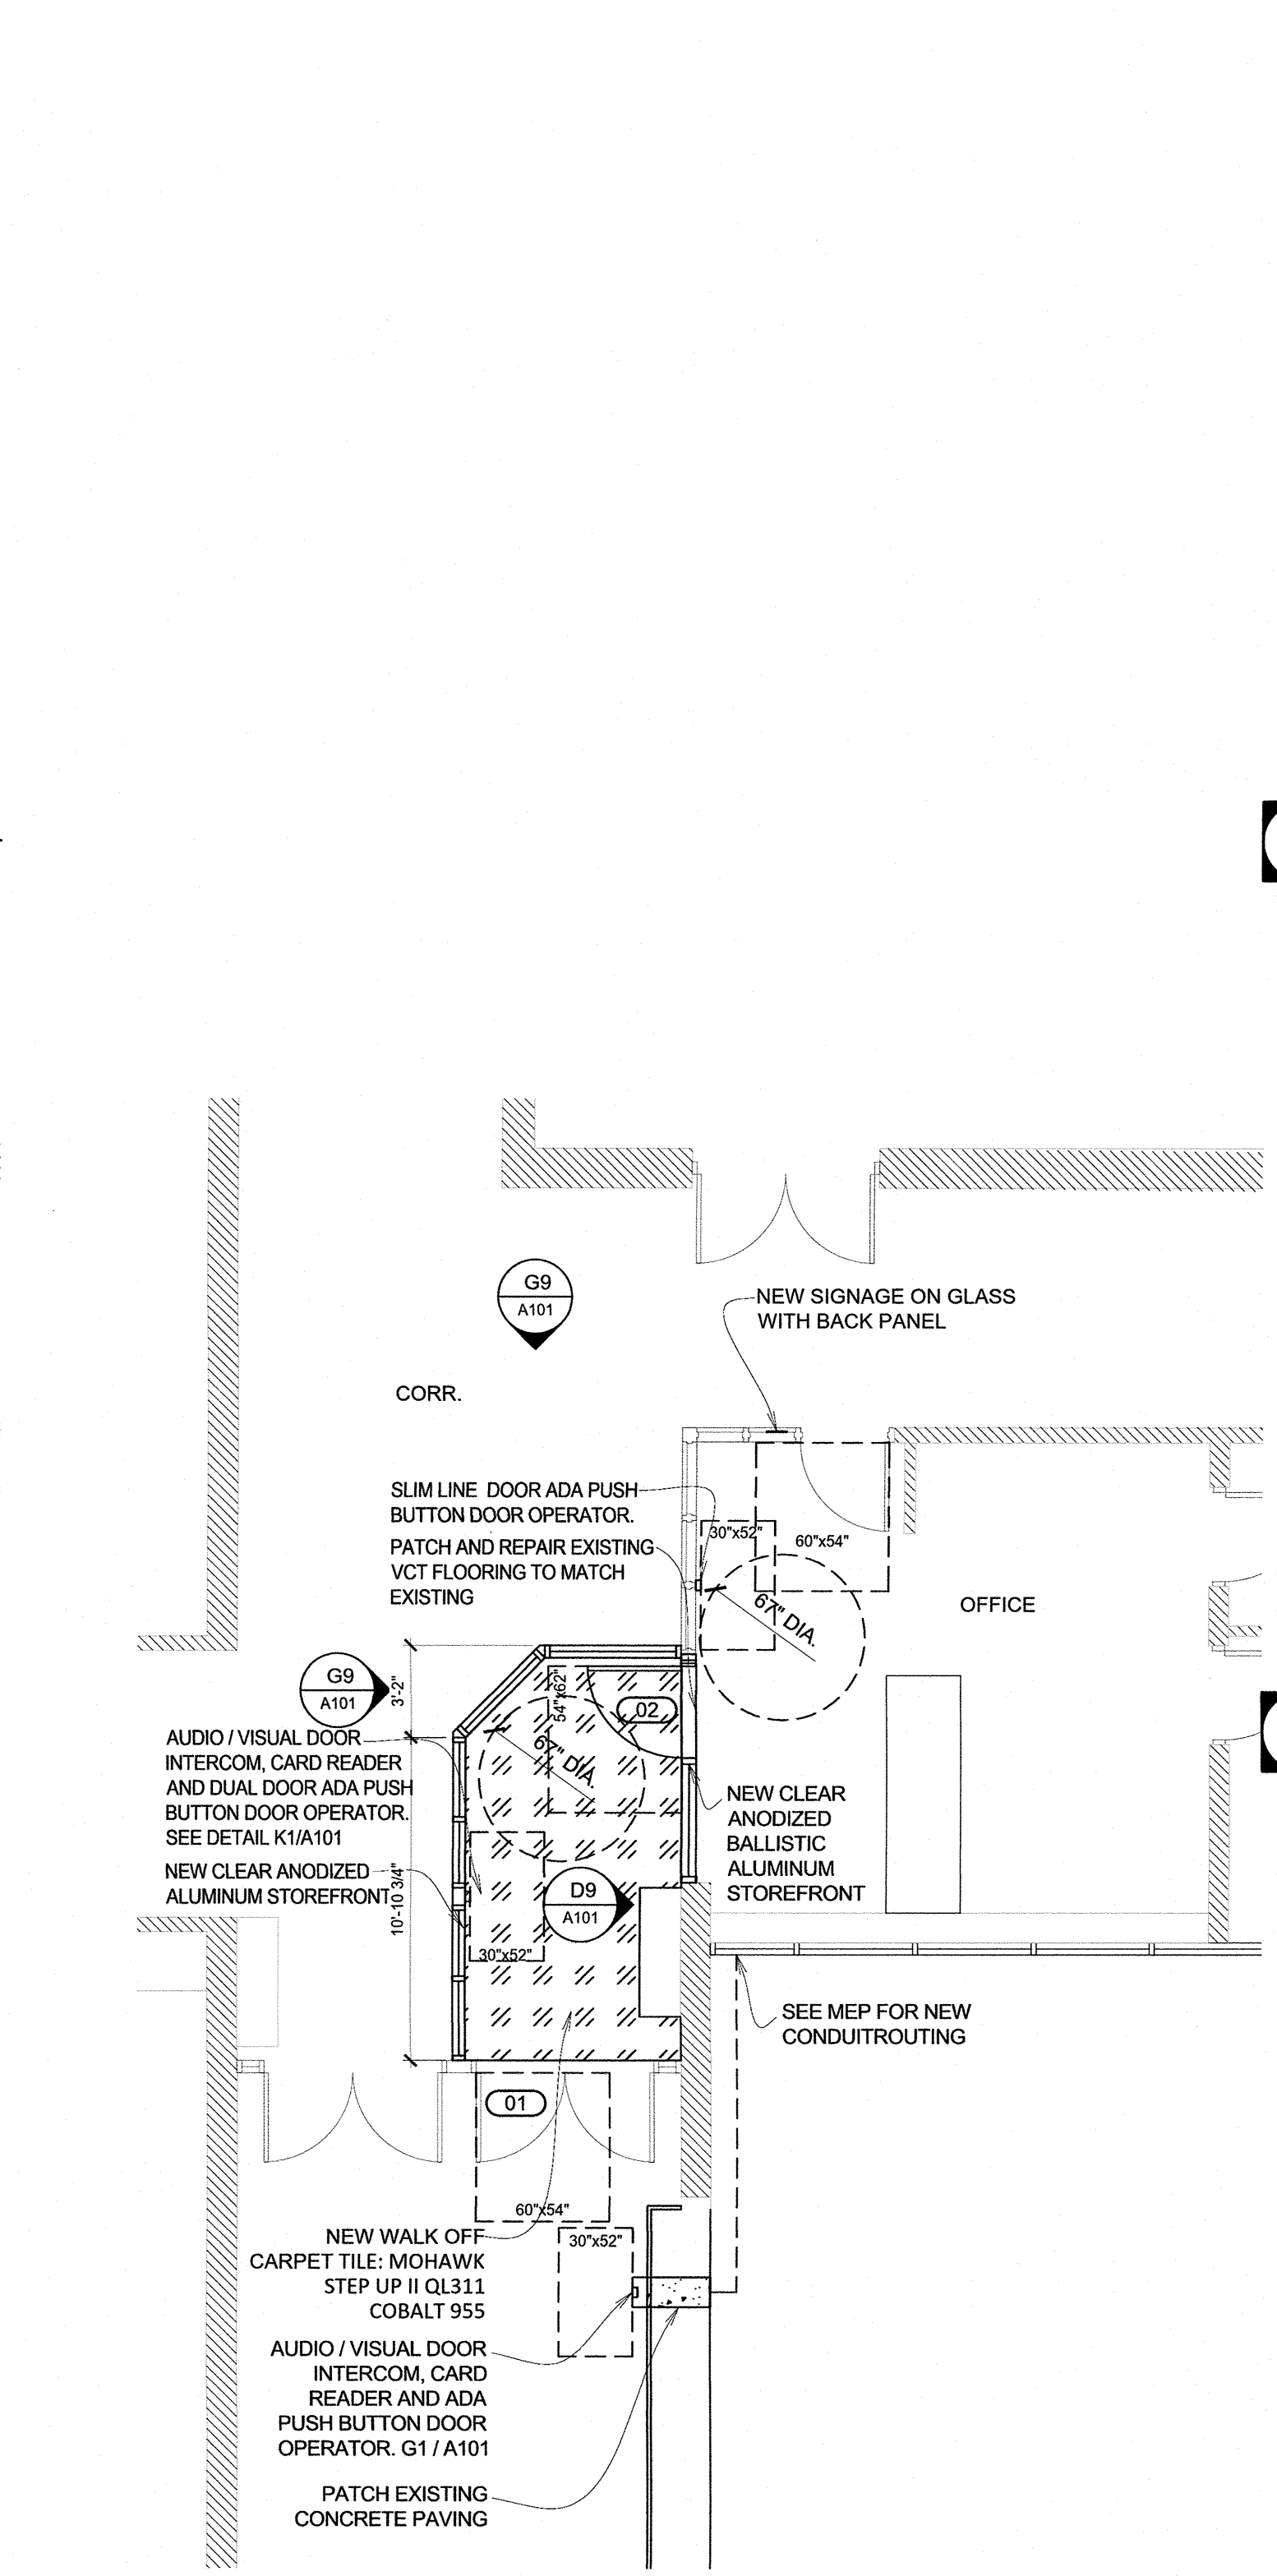 G9
A101
NEW SIGNAGE ON GLASS
WITH BACK PANEL
CORR.
SLIM LINE DOOR ADA PUSH
BUTTON DOOR OPERATOR.
PATCH AND REPAIR EXISTING
VCT FLOORING TO MATCH
EXISTING
30"x52"
60"x54"
67" DIA.
OFFICE
G9
A101
3'-2"
54"x62"
02
67" DIA.
AUDIO / VISUAL DOOR
INTERCOM, CARD READER
AND DUAL DOOR ADA PUSH
BUTTON DOOR OPERATOR.
SEE DETAIL K1/A101
NEW CLEAR ANODIZED
ALUMINUM STOREFRONT
10'-10 3/4"
NEW CLEAR
ANODIZED
BALLISTIC
ALUMINUM
STOREFRONT
D9
A101
30"x52"
SEE MEP FOR NEW
CONDUITROUTING
01
60"x54"
30"x52"
NEW WALK OFF
CARPET TILE: MOHAWK
STEP UP II QL311
COBALT 955
AUDIO / VISUAL DOOR
INTERCOM, CARD
READER AND ADA
PUSH BUTTON DOOR
OPERATOR. G1 / A101
PATCH EXISTING
CONCRETE PAVING